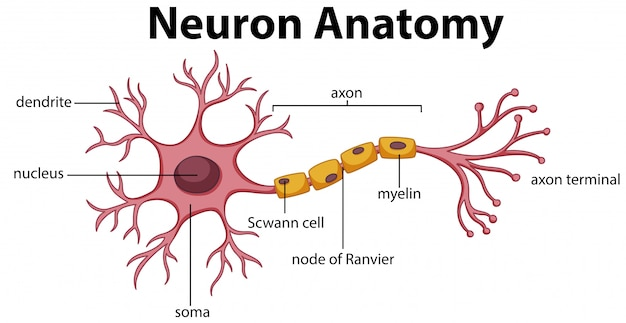 Neuron Anatomy
axon
dendrite
nucleus
axon terminal
myelin
Scwann cell
node of Ranvier
soma